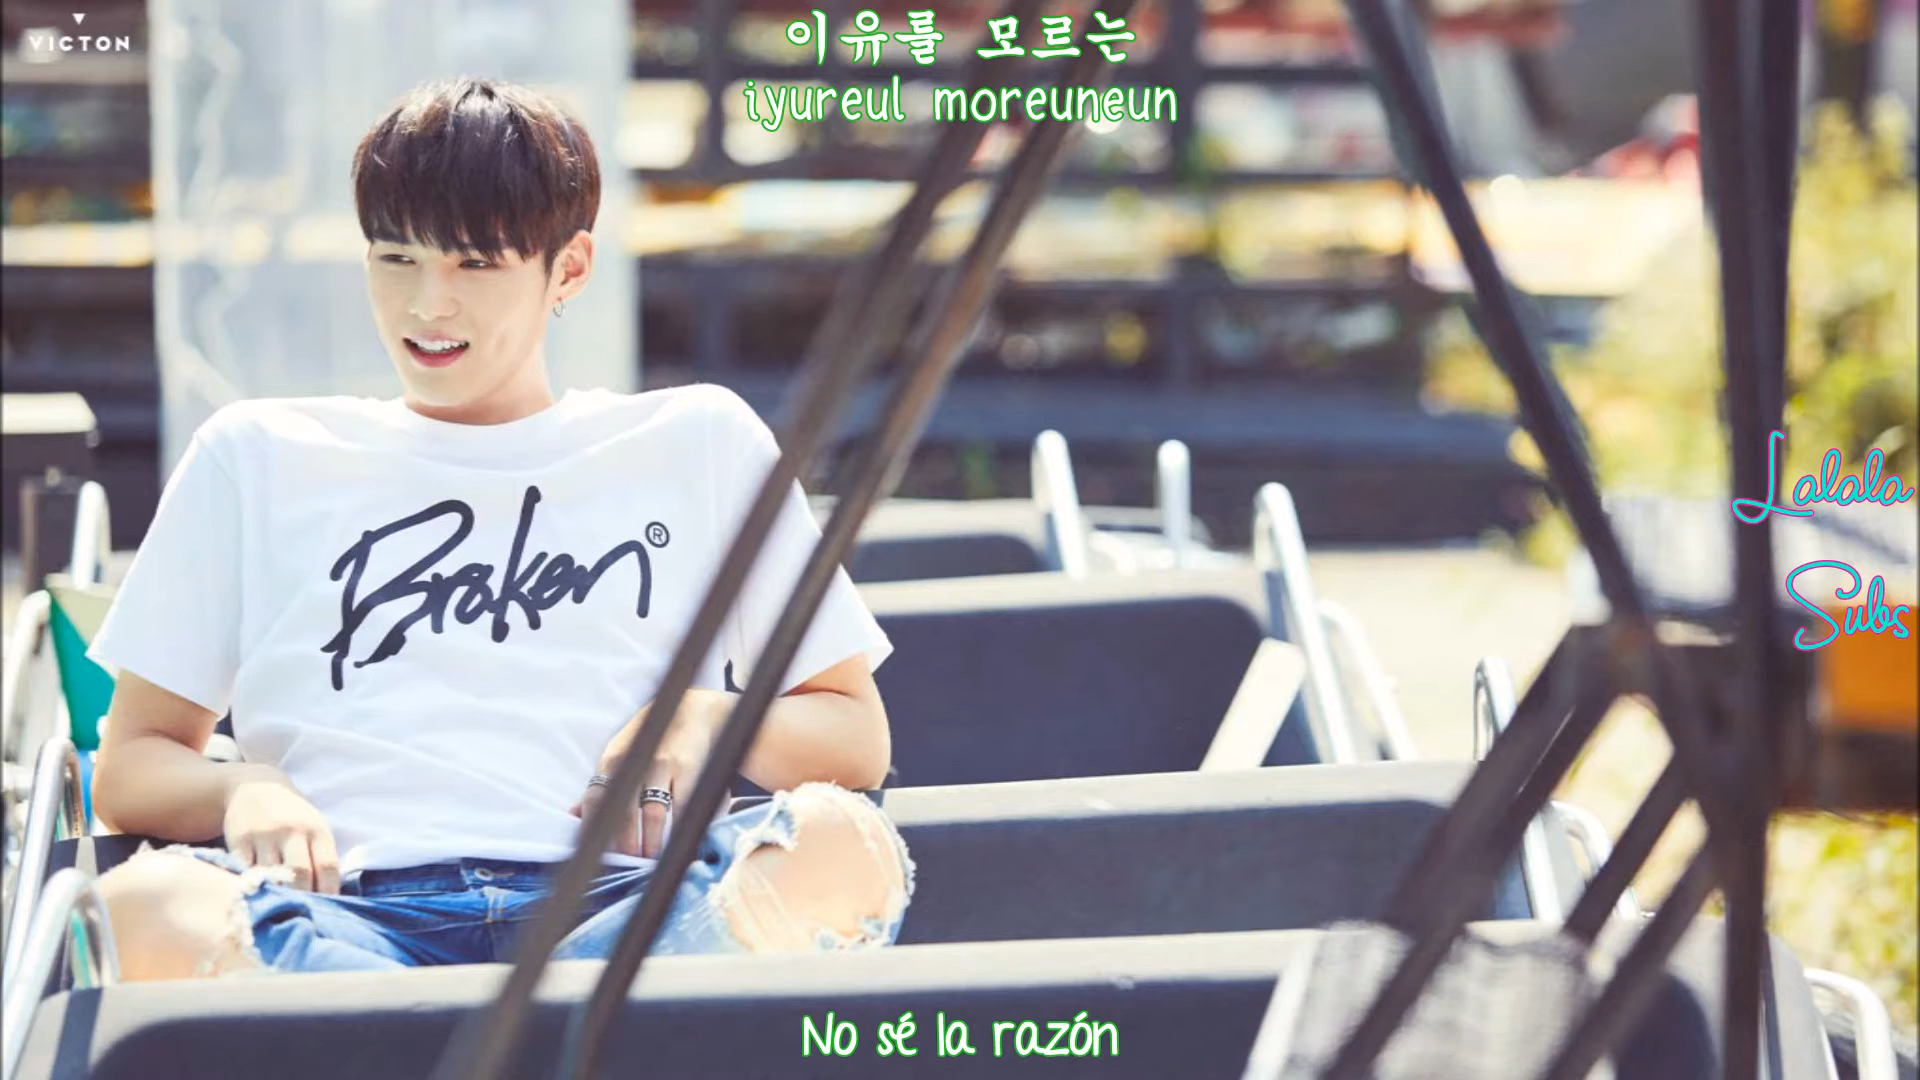 VICTON
이유를 모르는
iyureul moreuneun
Lalala
Subs
Broken®
No sé la razón